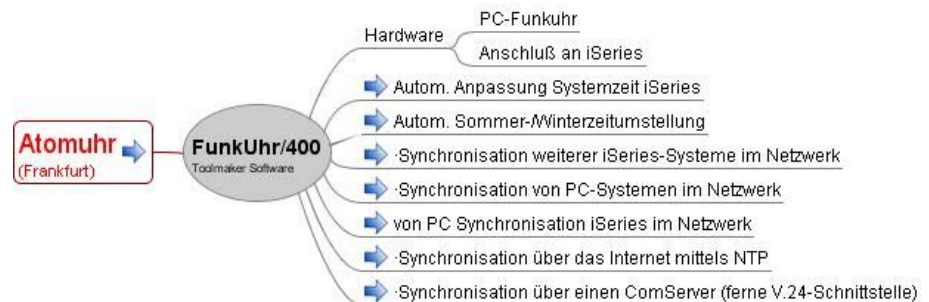 Atomuhr
(Frankfurt)
FunkUhr/400
Toolmaker Software
Hardware
PC-Funkuhr
Anschluß an iSeries
Autom. Anpassung Systemzeit iSeries
Autom. Sommer-/Winterzeitumstellung
·Synchronisation weiterer iSeries-Systeme im Netzwerk
·Synchronisation von PC-Systemen im Netzwerk
von PC Synchronisation iSeries im Netzwerk
·Synchronisation über das Internet mittels NTP
·Synchronisation über einen ComServer (ferne V.24-Schnittstelle)